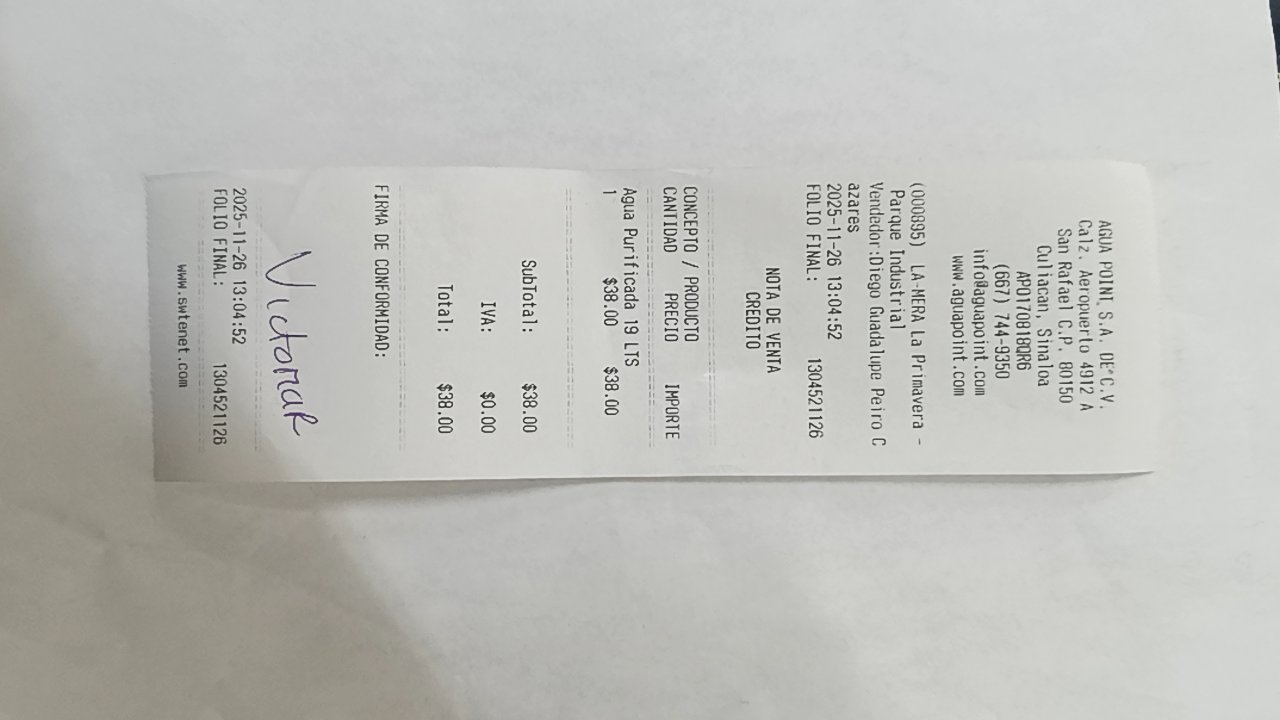 AGUA POINT S.A. DE C.V.
Calz. Aeropuerto 4912 A
San Rafael C.P. 80150
Culiacan, Sinaloa
APO170818QR6
(667) 744-9350
info@aguapoint.com
www.aguapoint.com
(000895) LA-MERA La Primavera -
Parque Industrial
Vendedor:Diego Guadalupe Peiro C
azares
2025-11-26 13:04:52
FOLIO FINAL: 1304521126
NOTA DE VENTA
CREDITO
CONCEPTO / PRODUCTO
CANTIDAD PRECIO IMPORTE
Agua Purificada 19 LTS
1 $38.00 $38.00
SubTotal: $38.00
IVA: $0.00
Total: $38.00
FIRMA DE CONFORMIDAD:
Victomar
2025-11-26 13:04:52
FOLIO FINAL: 1304521126
www.swtenet.com